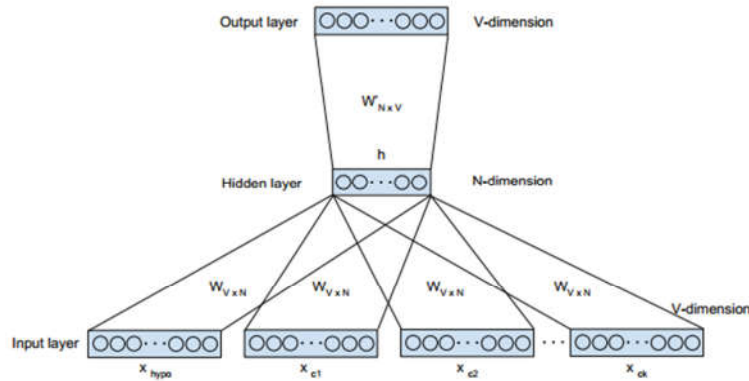 Output layer V-dimension
W'N x V
h
Hidden layer N-dimension
WV x N WV x N WV x N WV x N
V-dimension
Input layer
x hypo x c1 x c2 x ck